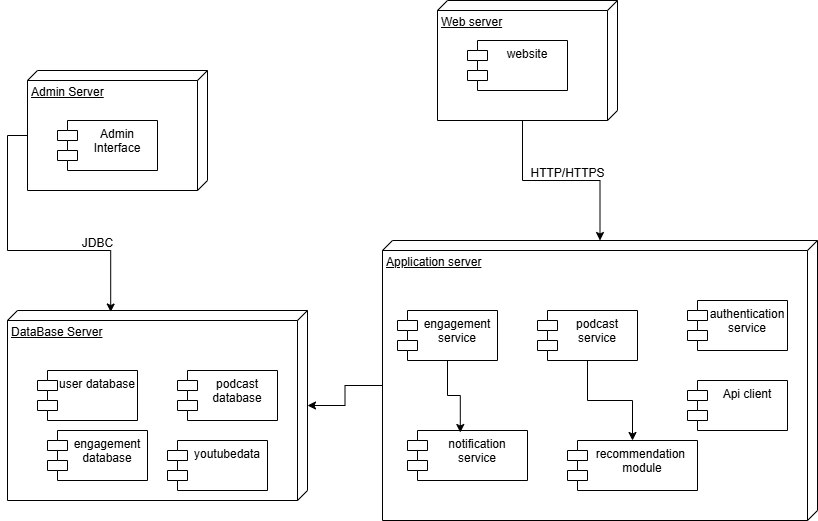 Web server
website
Admin Server
Admin
Interface
HTTP/HTTPS
JDBC
Application server
engagement
service
podcast
service
authentication
service
DataBase Server
user database
podcast
database
Api client
engagement
database
youtubedata
notification
service
recommendation
module